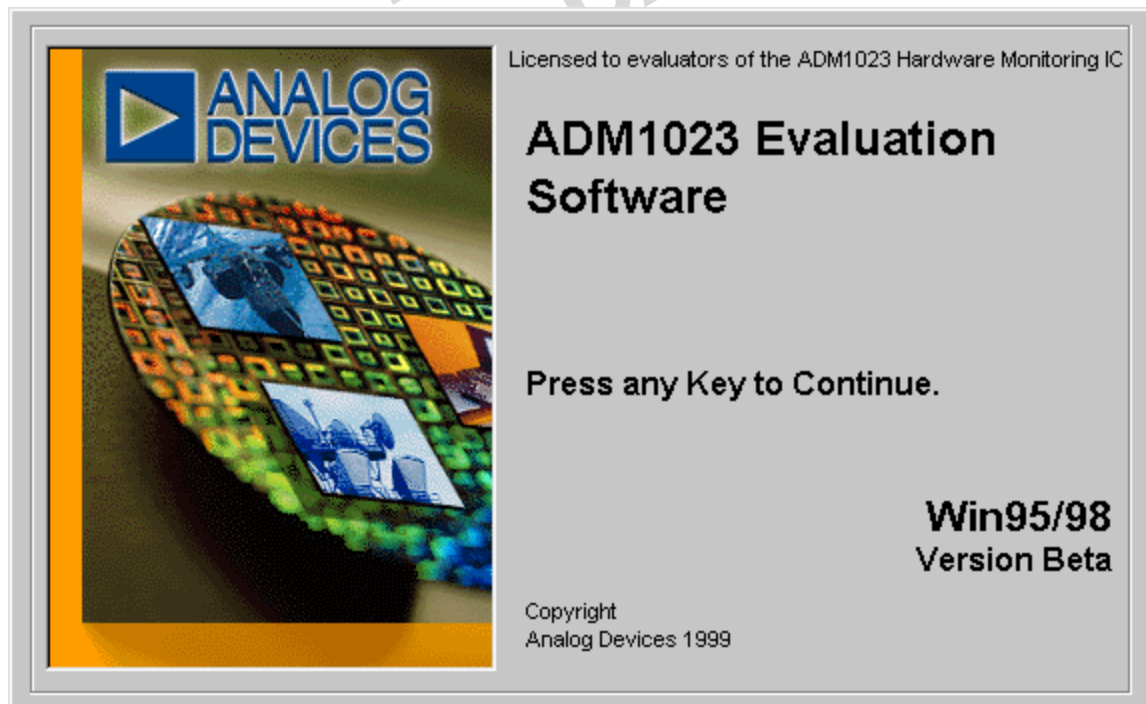 ANALOG
DEVICES
Licensed to evaluators of the ADM1023 Hardware Monitoring IC
ADM1023 Evaluation
Software
Press any Key to Continue.
Win95/98
Version Beta
Copyright
Analog Devices 1999